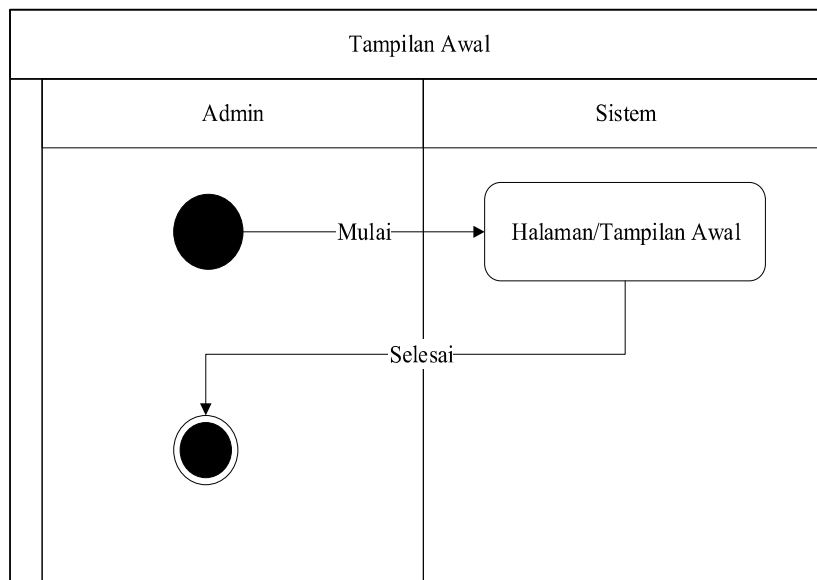 Tampilan Awal
Admin
Sistem
Mulai
Halaman/Tampilan Awal
Selesai